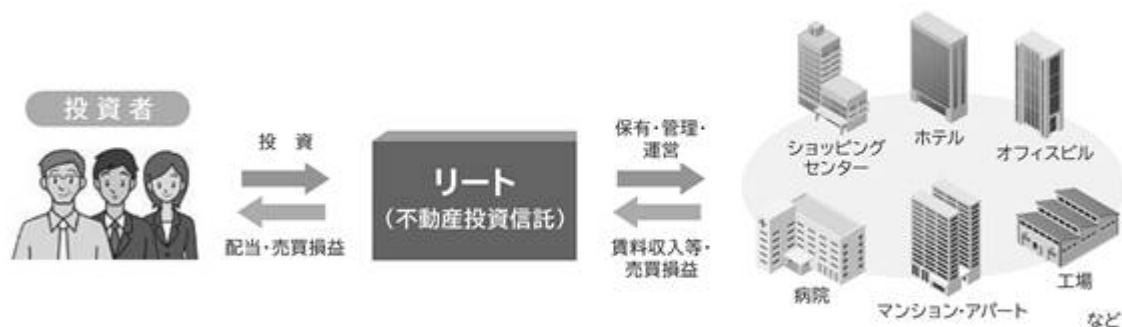 投資者
投 資
配当・売買損益
リート
(不動産投資信託)
保有・管理・
運営
賃料収入等・
売買損益
ショッピング
センター
ホテル
オフィスビル
病院
マンション・アパート
工場
など